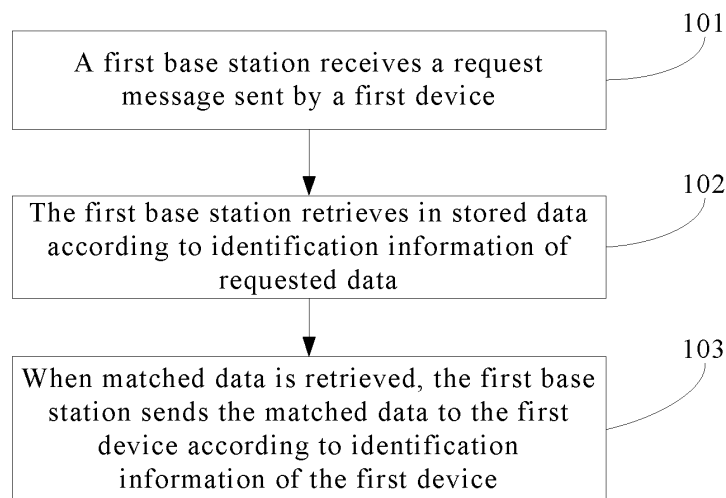 101
A first base station receives a request
message sent by a first device
102
The first base station retrieves in stored data
according to identification information of
requested data
103
When matched data is retrieved, the first base
station sends the matched data to the first
device according to identification
information of the first device